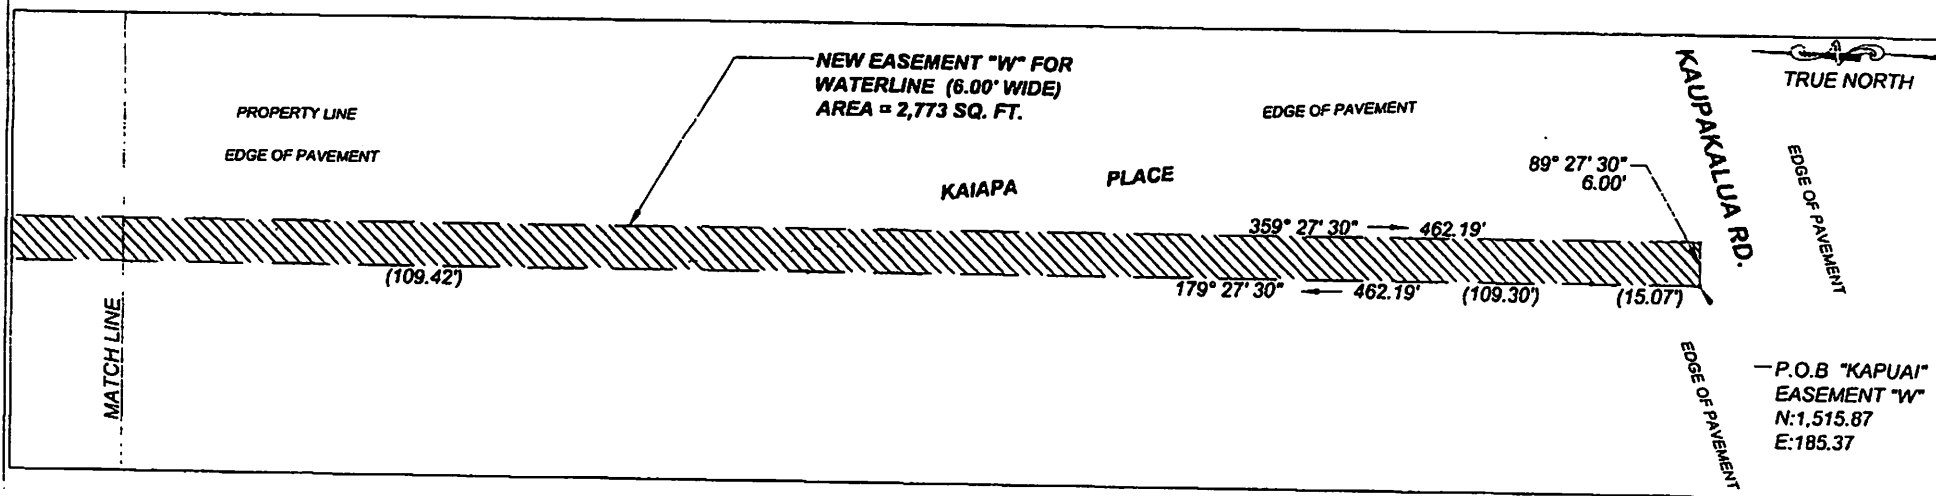 NEW EASEMENT "W" FOR
WATERLINE (6.00' WIDE)
AREA = 2,773 SQ. FT.
PROPERTY LINE
EDGE OF PAVEMENT
EDGE OF PAVEMENT
KAIAPA PLACE
KAUPAKALUA RD.
TRUE NORTH
EDGE OF PAVEMENT
89° 27' 30"
6.00'
359° 27' 30" 462.19'
(109.42')
179° 27' 30" 462.19' (109.30') (15.07')
MATCH LINE
EDGE OF PAVEMENT
P.O.B "KAPUAI"
EASEMENT "W"
N:1,515.87
E:185.37